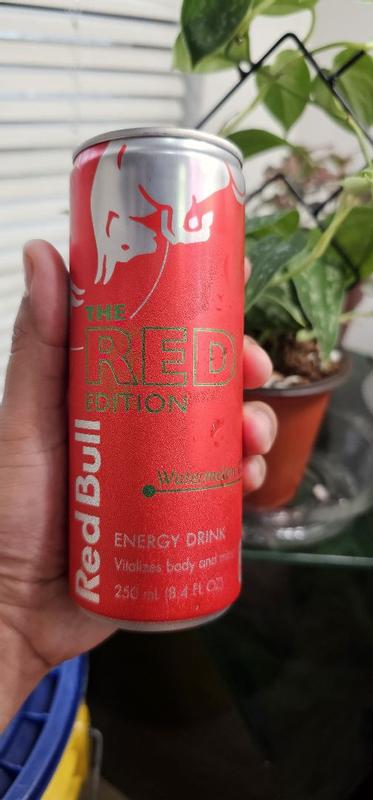 THE
RED
EDITION
Watermelon
Red Bull
ENERGY DRINK
Vitalizes body and mind
250 mL (8.4 FL OZ)